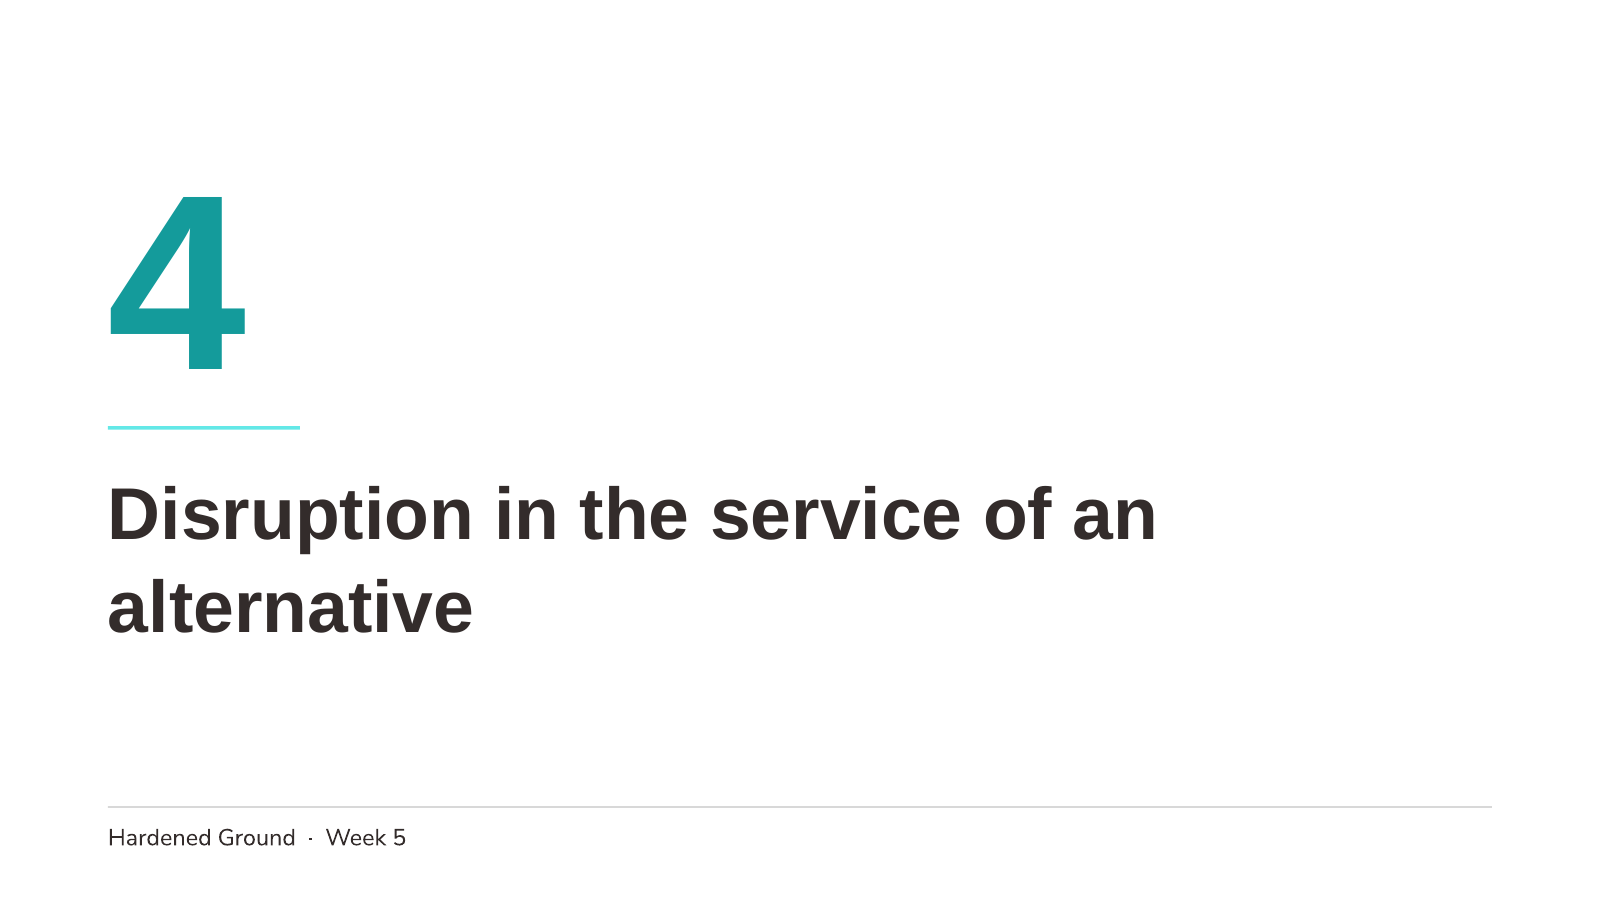 4
Disruption in the service of an
alternative
Hardened Ground · Week 5